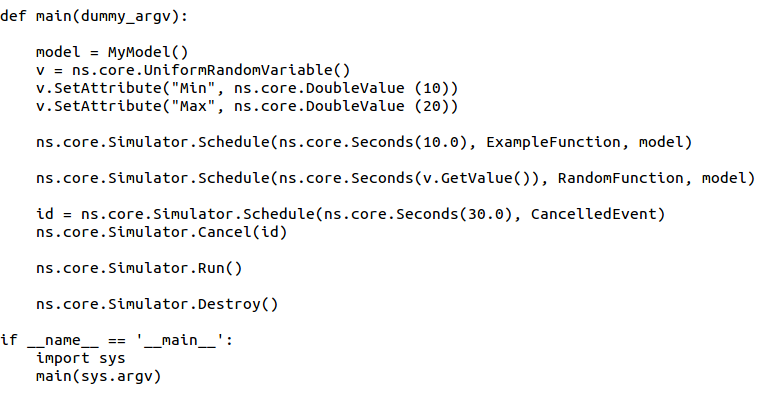 def main(dummy_argv):
    model = MyModel()
    v = ns.core.UniformRandomVariable()
    v.SetAttribute("Min", ns.core.DoubleValue (10))
    v.SetAttribute("Max", ns.core.DoubleValue (20))
    ns.core.Simulator.Schedule(ns.core.Seconds(10.0), ExampleFunction, model)
    ns.core.Simulator.Schedule(ns.core.Seconds(v.GetValue()), RandomFunction, model)
    id = ns.core.Simulator.Schedule(ns.core.Seconds(30.0), CancelledEvent)
    ns.core.Simulator.Cancel(id)
    ns.core.Simulator.Run()
    ns.core.Simulator.Destroy()
if __name__ == '__main__':
    import sys
    main(sys.argv)